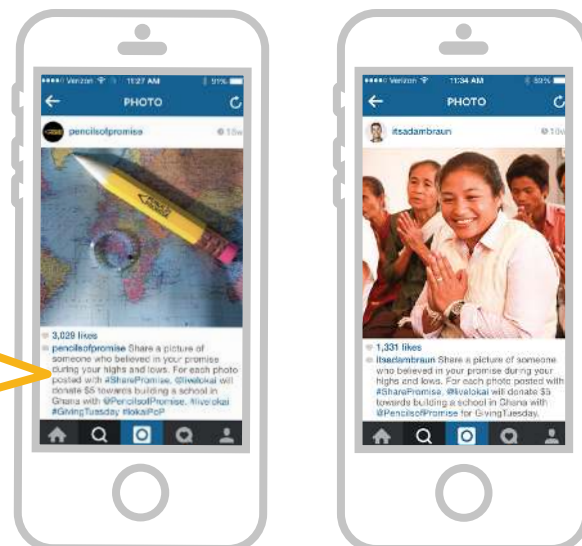 Verizon 11:27 AM 91%
PHOTO
pencilsofpromise 15w
3,029 likes
pencilsofpromise Share a picture of
someone who believed in your promise
during your highs and lows. For each photo
posted with #SharePromise, @livelokai will
donate $5 towards building a school in
Ghana with @PencilsofPromise. #livelokai
#GivingTuesday #lokaiPoP
Verizon 11:34 AM 89%
PHOTO
itsadambraun 15w
1,331 likes
itsadambraun Share a picture of someone
who believed in your promise during your
highs and lows. For each photo posted with
#SharePromise, @livelokai will donate $5
towards building a school in Ghana with
@PencilsofPromise for GivingTuesday.